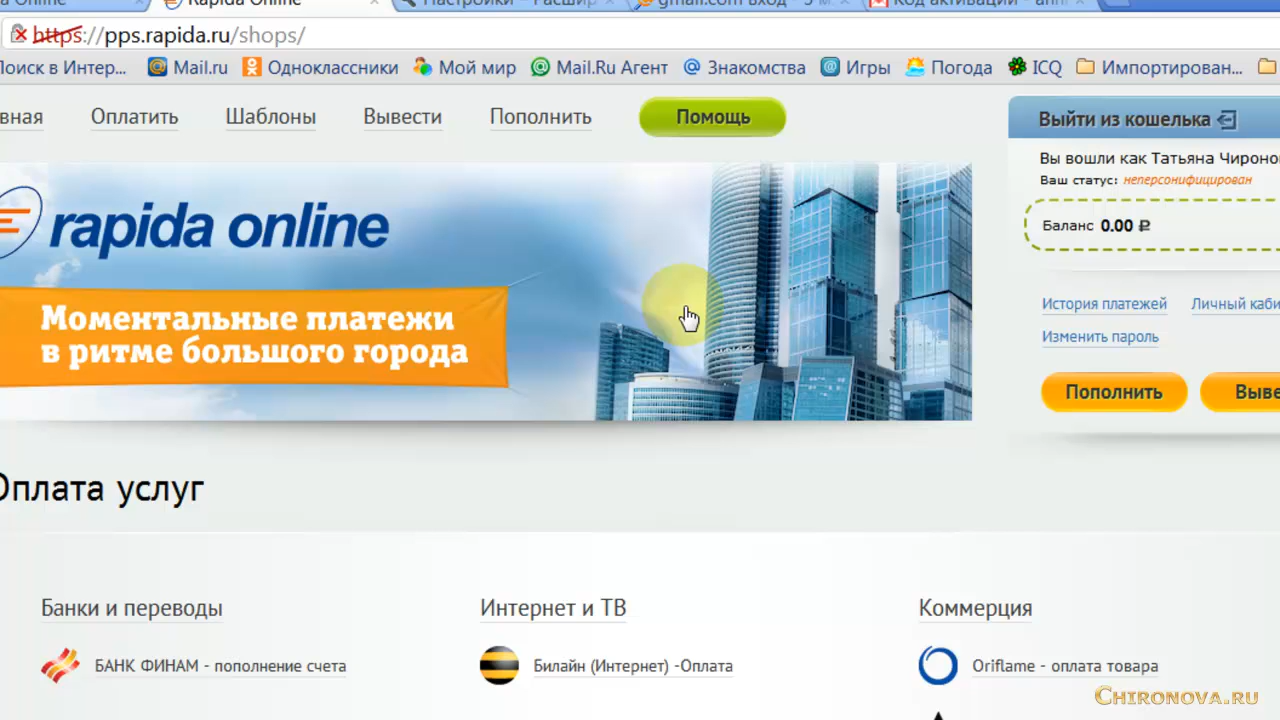 Rapida Online
https://pps.rapida.ru/shops/
Поиск в Интер... Mail.ru Одноклассники Мой мир Mail.Ru Агент Знакомства Игры Погода ICQ Импортирован...
вная Оплатить Шаблоны Вывести Пополнить Помощь
Выйти из кошелька
Вы вошли как Татьяна Чироно
Ваш статус: неперсонифицирован
Баланс 0.00 ₽
rapida online
Моментальные платежи
в ритме большого города
История платежей Личный каби
Изменить пароль
Пополнить Выве
Оплата услуг
Банки и переводы Интернет и ТВ Коммерция
БАНК ФИНАМ - пополнение счета Билайн (Интернет) -Оплата Oriflame - оплата товара
CHIRONOVA.RU